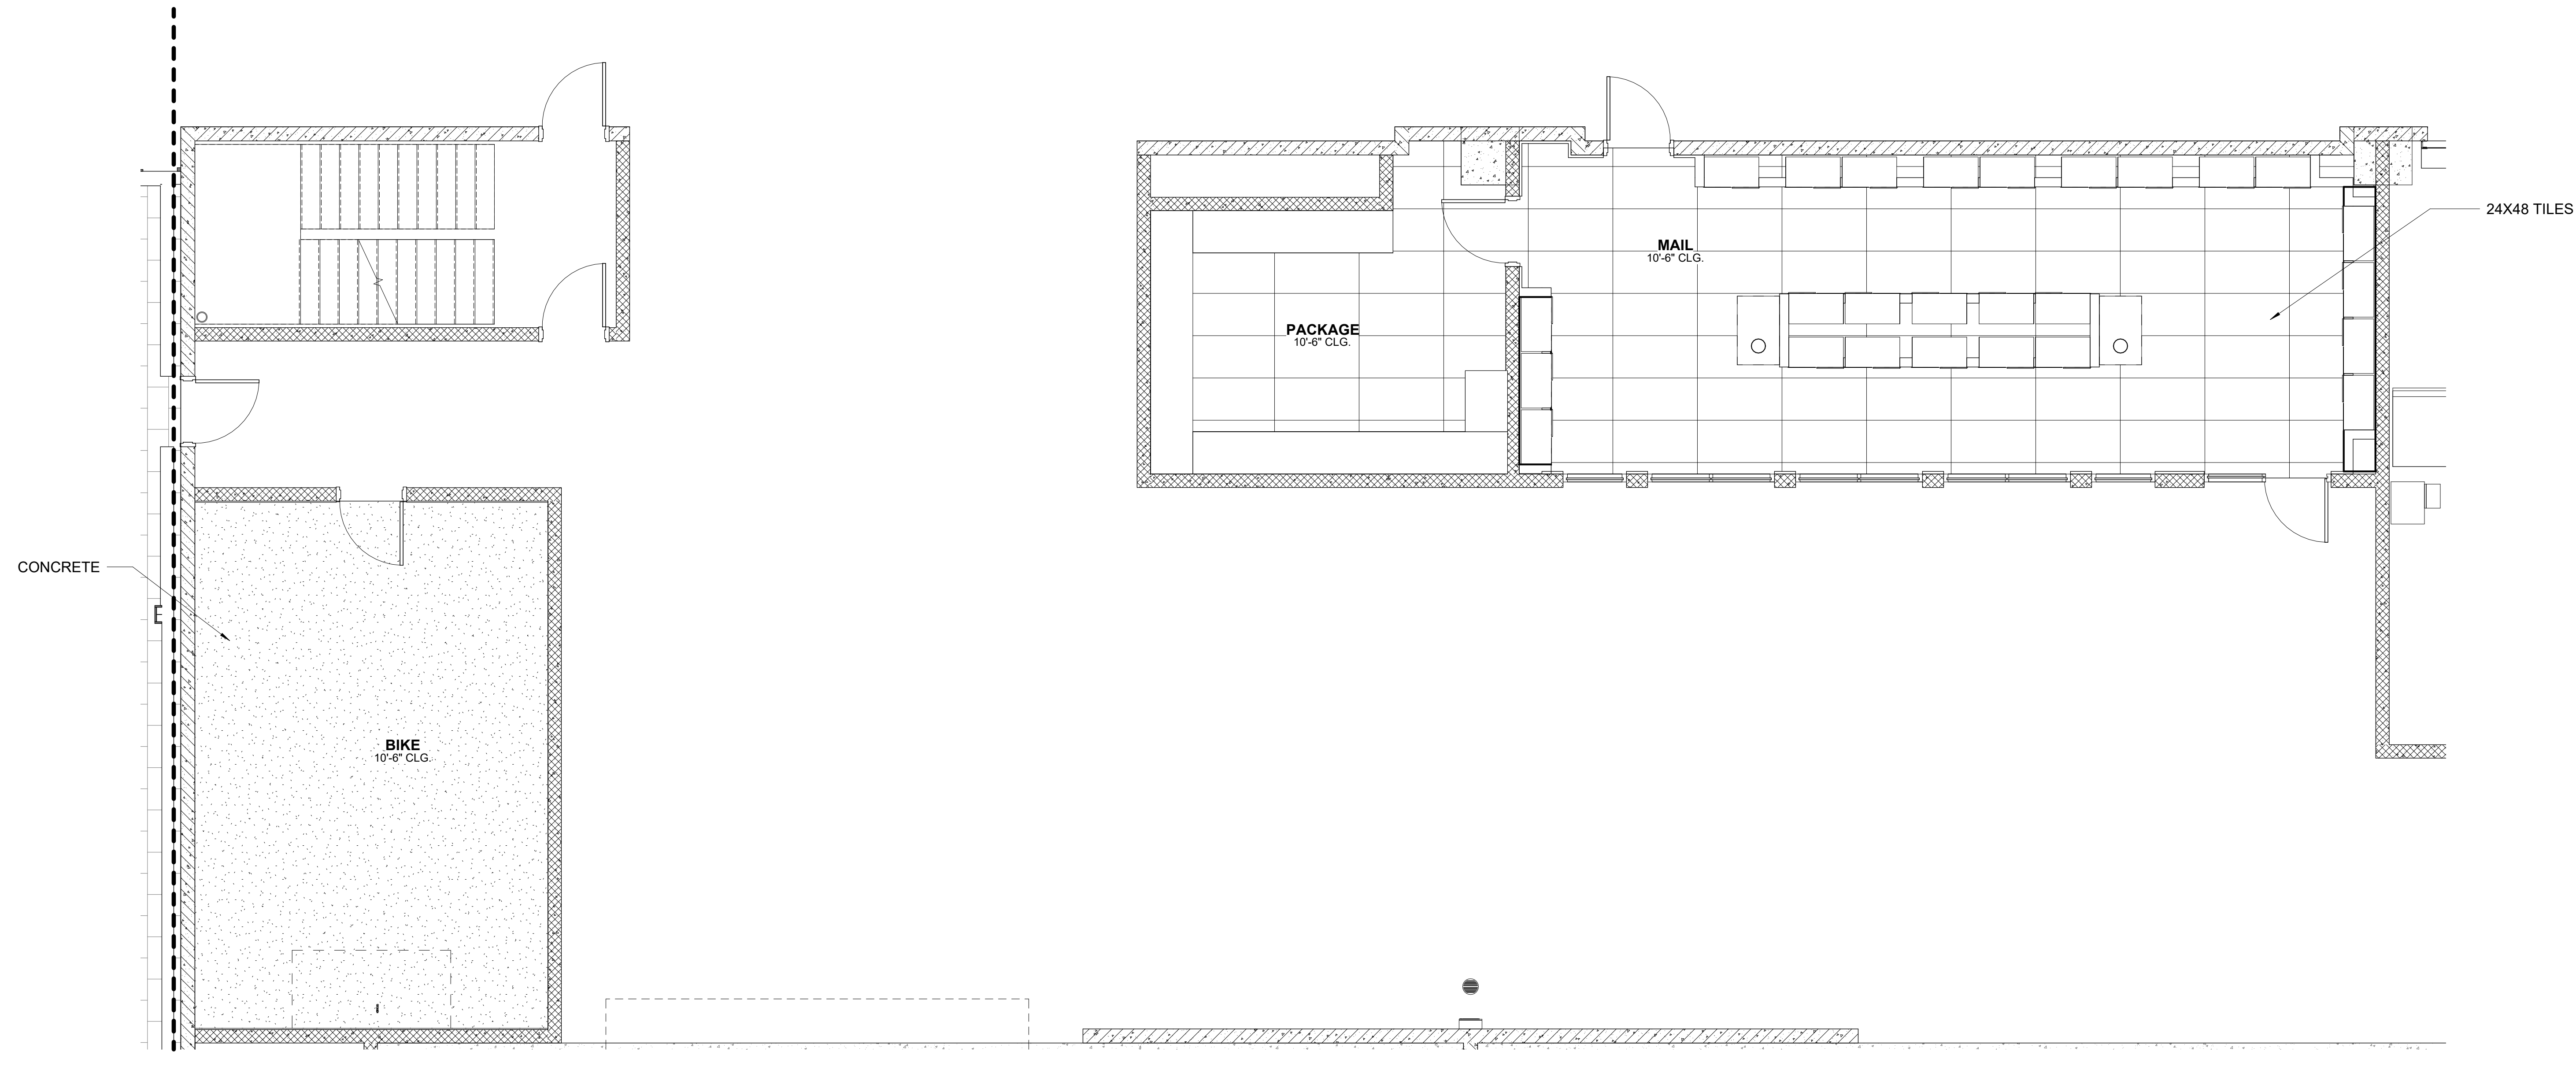 24X48 TILES
MAIL
10'-6" CLG.
PACKAGE
10'-6" CLG.
CONCRETE
BIKE
10'-6" CLG.